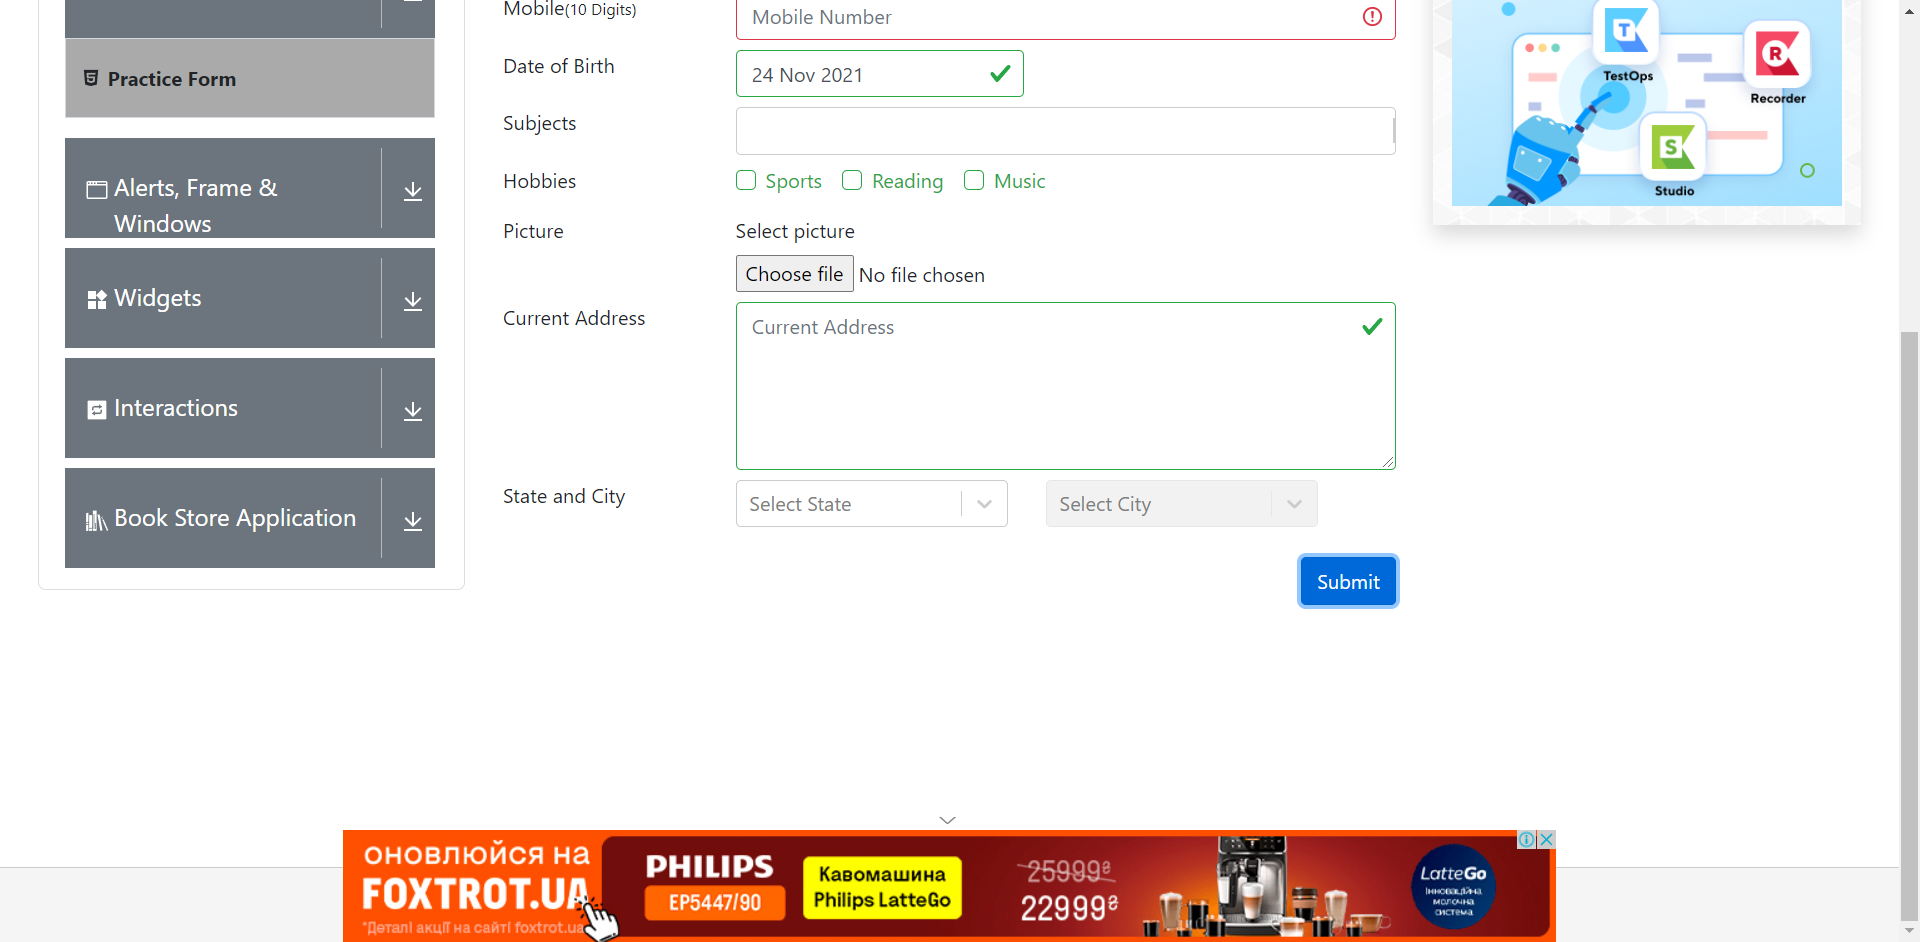 Practice Form
Alerts, Frame &
Windows
Widgets
Interactions
Book Store Application
Mobile(10 Digits)
Mobile Number
Date of Birth
24 Nov 2021
Subjects
Hobbies
Sports
Reading
Music
Picture
Select picture
Choose file
No file chosen
Current Address
Current Address
State and City
Select State
Select City
Submit
T
TestOps
R
Recorder
S
Studio
ОНОВЛЮЙСЯ НА
FOXTROT.UA
*Деталі акції на сайті foxtrot.ua
PHILIPS
EP5447/90
Кавомашина
Philips LatteGo
25999₴
22999₴
LatteGo
Інноваційна
молочна
система